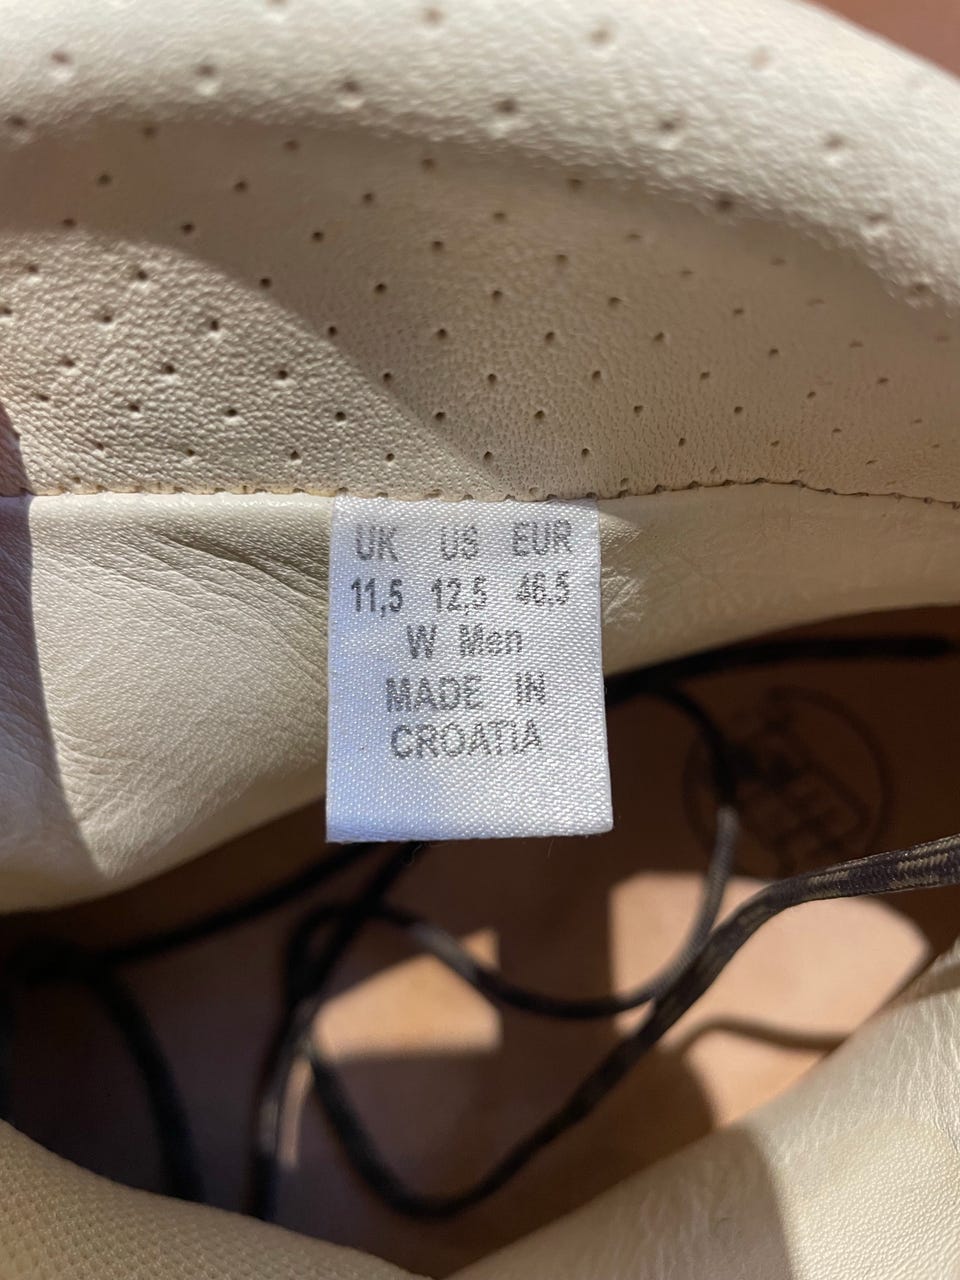 UK US EUR
11,5 12,5 46,5
W Men
MADE IN
CROATIA